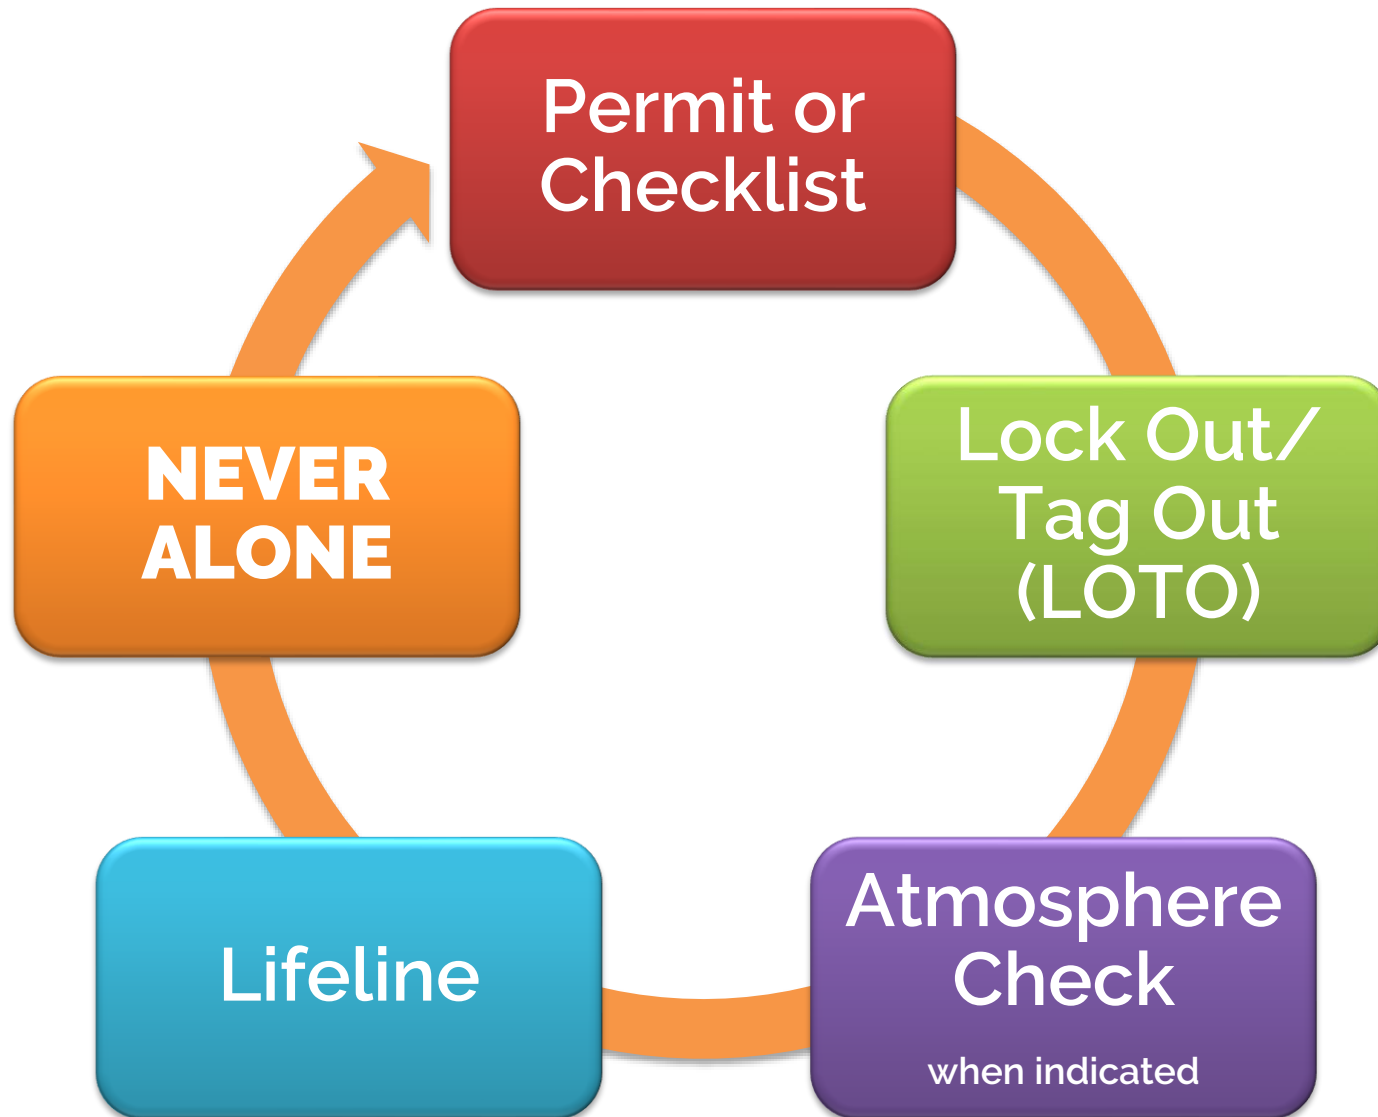 Permit or
Checklist
Lock Out/
Tag Out
(LOTO)
Atmosphere
Check
when indicated
Lifeline
NEVER
ALONE